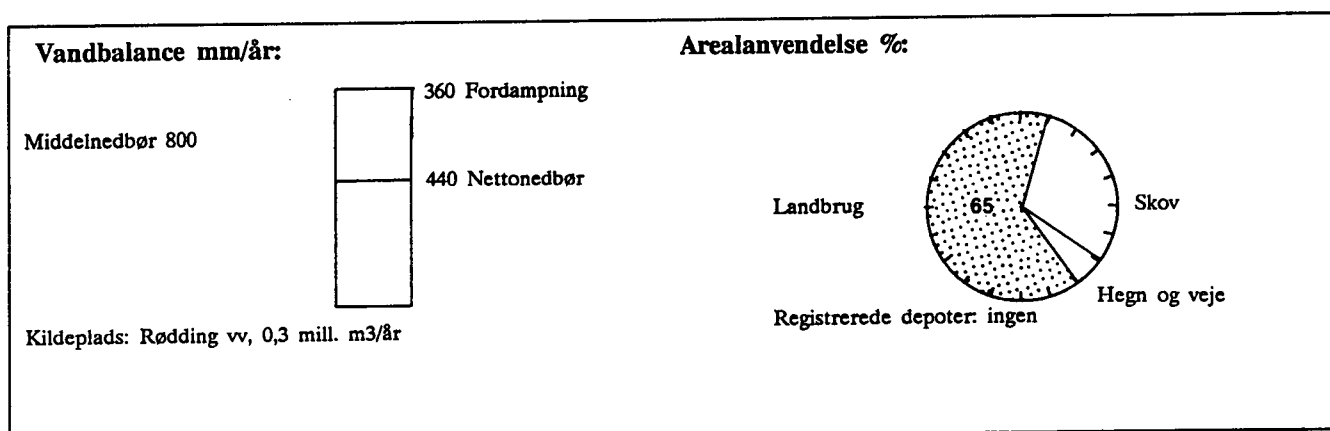 Vandbalance mm/år:
360 Fordampning
Middelnedbør 800
440 Nettonedbør
Kildeplads: Rødding vv, 0,3 mill. m3/år
Arealanvendelse %:
Landbrug
65
Skov
Hegn og veje
Registrerede depoter: ingen